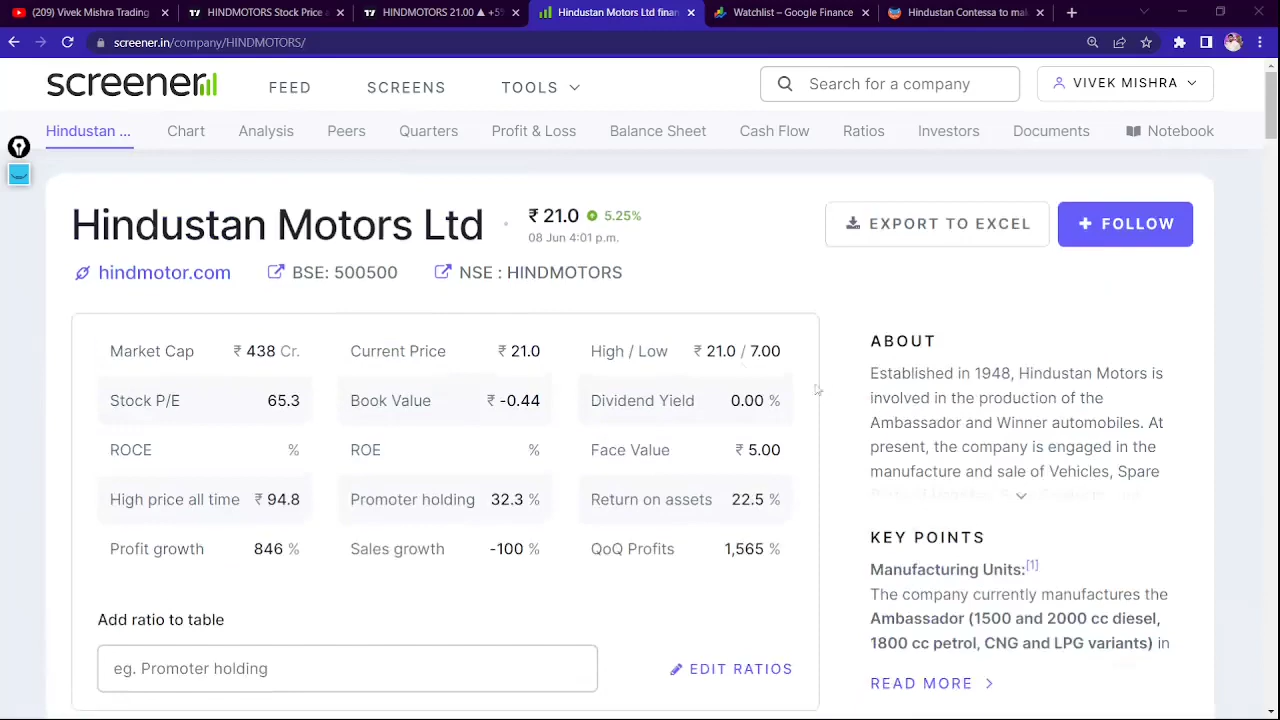 (209) Vivek Mishra Trading
HINDMOTORS Stock Price a
HINDMOTORS 21.00 ▲ +5
Hindustan Motors Ltd finan
Watchlist – Google Finance
Hindustan Contessa to mak
screener.in/company/HINDMOTORS/
screener
FEED
SCREENS
TOOLS
Search for a company
VIVEK MISHRA
Hindustan ...
Chart
Analysis
Peers
Quarters
Profit & Loss
Balance Sheet
Cash Flow
Ratios
Investors
Documents
Notebook
Hindustan Motors Ltd
₹ 21.0 5.25%
08 Jun 4:01 p.m.
EXPORT TO EXCEL
+ FOLLOW
hindmotor.com
BSE: 500500
NSE : HINDMOTORS
Market Cap ₹ 438 Cr.
Current Price ₹ 21.0
High / Low ₹ 21.0 / 7.00
Stock P/E 65.3
Book Value ₹ -0.44
Dividend Yield 0.00 %
ROCE %
ROE %
Face Value ₹ 5.00
High price all time ₹ 94.8
Promoter holding 32.3 %
Return on assets 22.5 %
Profit growth 846 %
Sales growth -100 %
QoQ Profits 1,565 %
Add ratio to table
eg. Promoter holding
EDIT RATIOS
ABOUT
Established in 1948, Hindustan Motors is
involved in the production of the
Ambassador and Winner automobiles. At
present, the company is engaged in the
manufacture and sale of Vehicles, Spare
KEY POINTS
Manufacturing Units:[1]
The company currently manufactures the
Ambassador (1500 and 2000 cc diesel,
1800 cc petrol, CNG and LPG variants) in
READ MORE